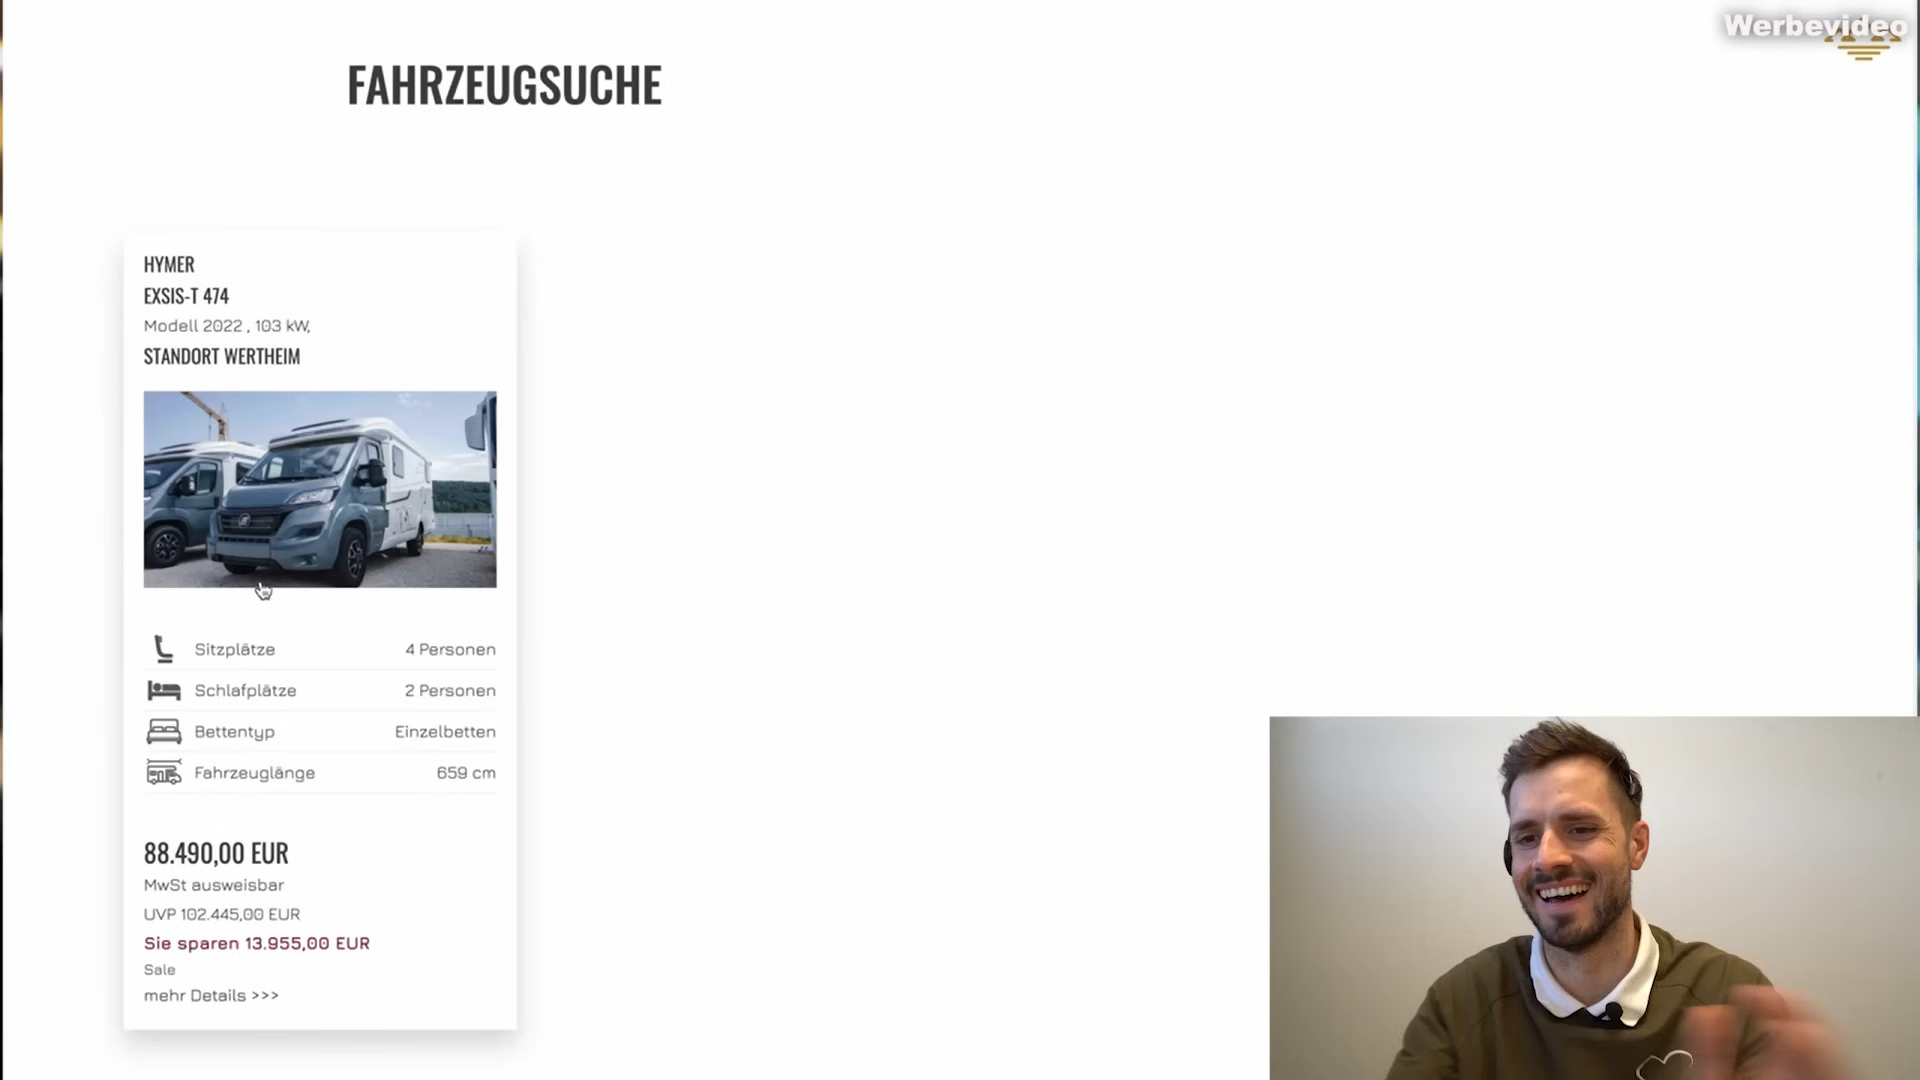 Werbevideo
FAHRZEUGSUCHE
HYMER
EXSIS-T 474
Modell 2022 , 103 kW,
STANDORT WERTHEIM
Sitzplätze 4 Personen
Schlafplätze 2 Personen
Bettentyp Einzelbetten
Fahrzeuglänge 659 cm
88.490,00 EUR
MwSt ausweisbar
UVP 102.445,00 EUR
Sie sparen 13.955,00 EUR
Sale
mehr Details >>>